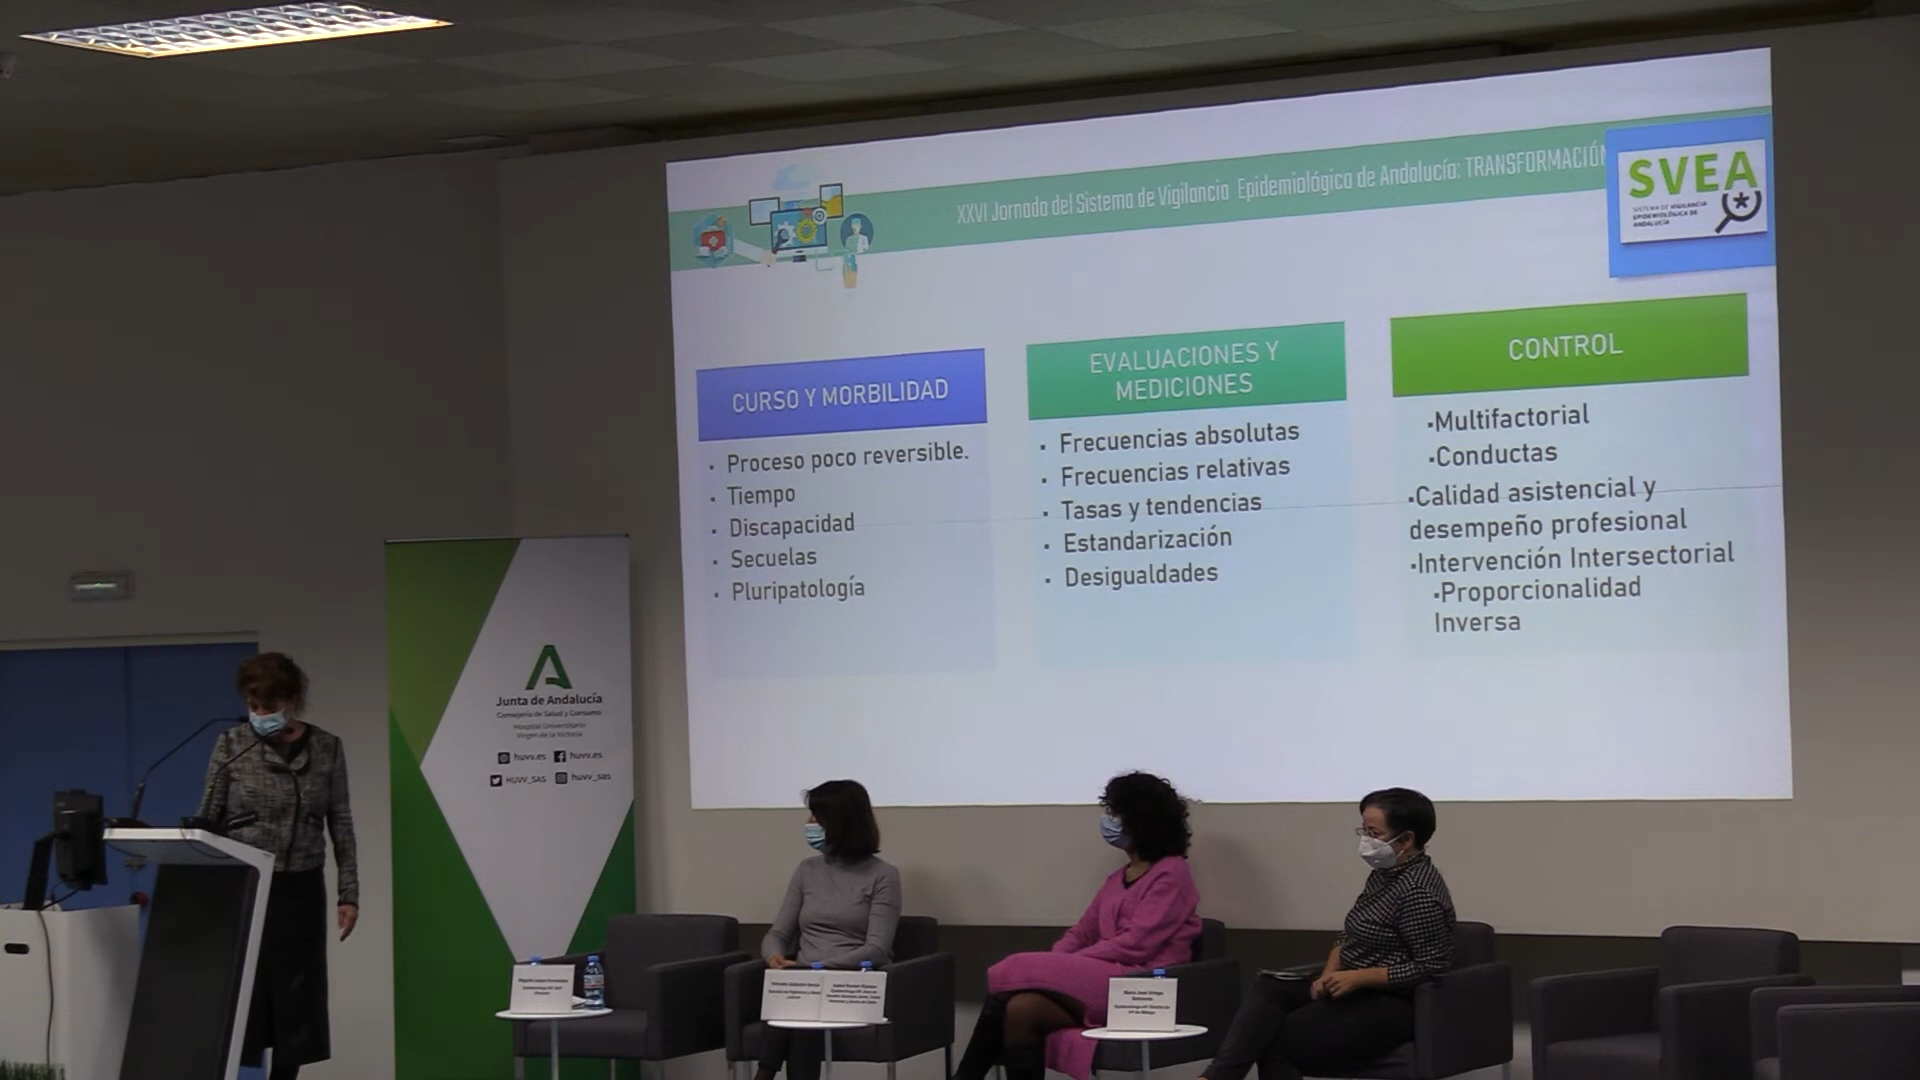 XXVI Jornada del Sistema de Vigilancia Epidemiológica de Andalucía: TRANSFORMACIÓN
SVEA
SISTEMA DE VIGILANCIA
EPIDEMIOLÓGICA DE
ANDALUCÍA
CURSO Y MORBILIDAD
· Proceso poco reversible.
· Tiempo
· Discapacidad
· Secuelas
· Pluripatología
EVALUACIONES Y
MEDICIONES
· Frecuencias absolutas
· Frecuencias relativas
· Tasas y tendencias
· Estandarización
· Desigualdades
CONTROL
·Multifactorial
·Conductas
·Calidad asistencial y
desempeño profesional
·Intervención Intersectorial
·Proporcionalidad
Inversa
Junta de Andalucía
Consejería de Salud y Consumo
Hospital Universitario
Virgen de la Victoria
huvv.es huvv.es
HUVV_SAS huvv_sas
María José Ortega